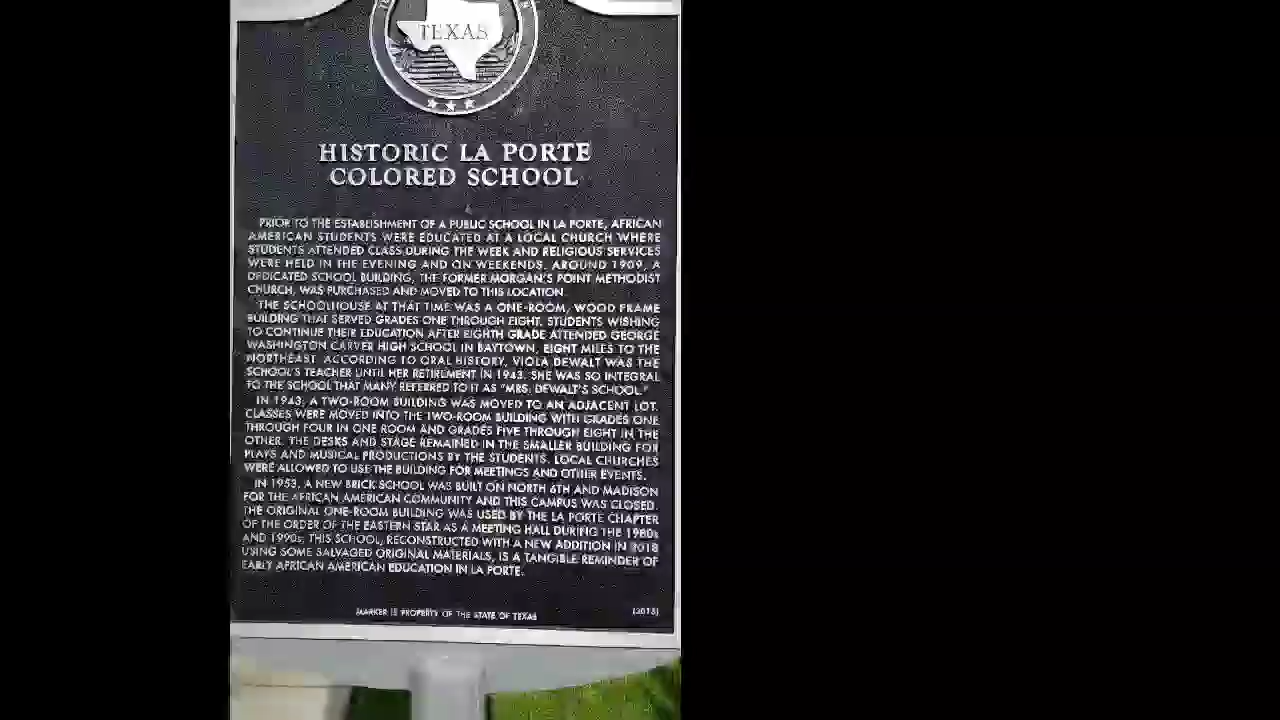 TEXAS
HISTORIC LA PORTE
COLORED SCHOOL
PRIOR TO THE ESTABLISHMENT OF A PUBLIC SCHOOL IN LA PORTE, AFRICAN
AMERICAN STUDENTS WERE EDUCATED AT A LOCAL CHURCH WHERE
STUDENTS ATTENDED CLASS DURING THE WEEK AND RELIGIOUS SERVICES
WERE HELD IN THE EVENING AND ON WEEKENDS. AROUND 1909, A
DEDICATED SCHOOL BUILDING, THE FORMER MORGAN'S POINT METHODIST
CHURCH, WAS PURCHASED AND MOVED TO THIS LOCATION.
THE SCHOOLHOUSE AT THAT TIME WAS A ONE-ROOM, WOOD FRAME
BUILDING THAT SERVED GRADES ONE THROUGH EIGHT. STUDENTS WISHING
TO CONTINUE THEIR EDUCATION AFTER EIGHTH GRADE ATTENDED GEORGE
WASHINGTON CARVER HIGH SCHOOL IN BAYTOWN, EIGHT MILES TO THE
NORTHEAST. ACCORDING TO ORAL HISTORY, VIOLA DEWALT WAS THE
SCHOOL'S TEACHER UNTIL HER RETIREMENT IN 1943. SHE WAS SO INTEGRAL
TO THE SCHOOL THAT MANY REFERRED TO IT AS "MRS. DEWALT'S SCHOOL."
IN 1943, A TWO-ROOM BUILDING WAS MOVED TO AN ADJACENT LOT.
CLASSES WERE MOVED INTO THE TWO-ROOM BUILDING WITH GRADES ONE
THROUGH FOUR IN ONE ROOM AND GRADES FIVE THROUGH EIGHT IN THE
OTHER. THE DESKS AND STAGE REMAINED IN THE SMALLER BUILDING FOR
PLAYS AND MUSICAL PRODUCTIONS BY THE STUDENTS. LOCAL CHURCHES
WERE ALLOWED TO USE THE BUILDING FOR MEETINGS AND OTHER EVENTS.
IN 1953, A NEW BRICK SCHOOL WAS BUILT ON NORTH 6TH AND MADISON
FOR THE AFRICAN AMERICAN COMMUNITY AND THIS CAMPUS WAS CLOSED.
THE ORIGINAL ONE-ROOM BUILDING WAS USED BY THE LA PORTE CHAPTER
OF THE ORDER OF THE EASTERN STAR AS A MEETING HALL DURING THE 1980s
AND 1990s. THIS SCHOOL, RECONSTRUCTED WITH A NEW ADDITION IN 2018
USING SOME SALVAGED ORIGINAL MATERIALS, IS A TANGIBLE REMINDER OF
EARLY AFRICAN AMERICAN EDUCATION IN LA PORTE.
MARKER IS PROPERTY OF THE STATE OF TEXAS